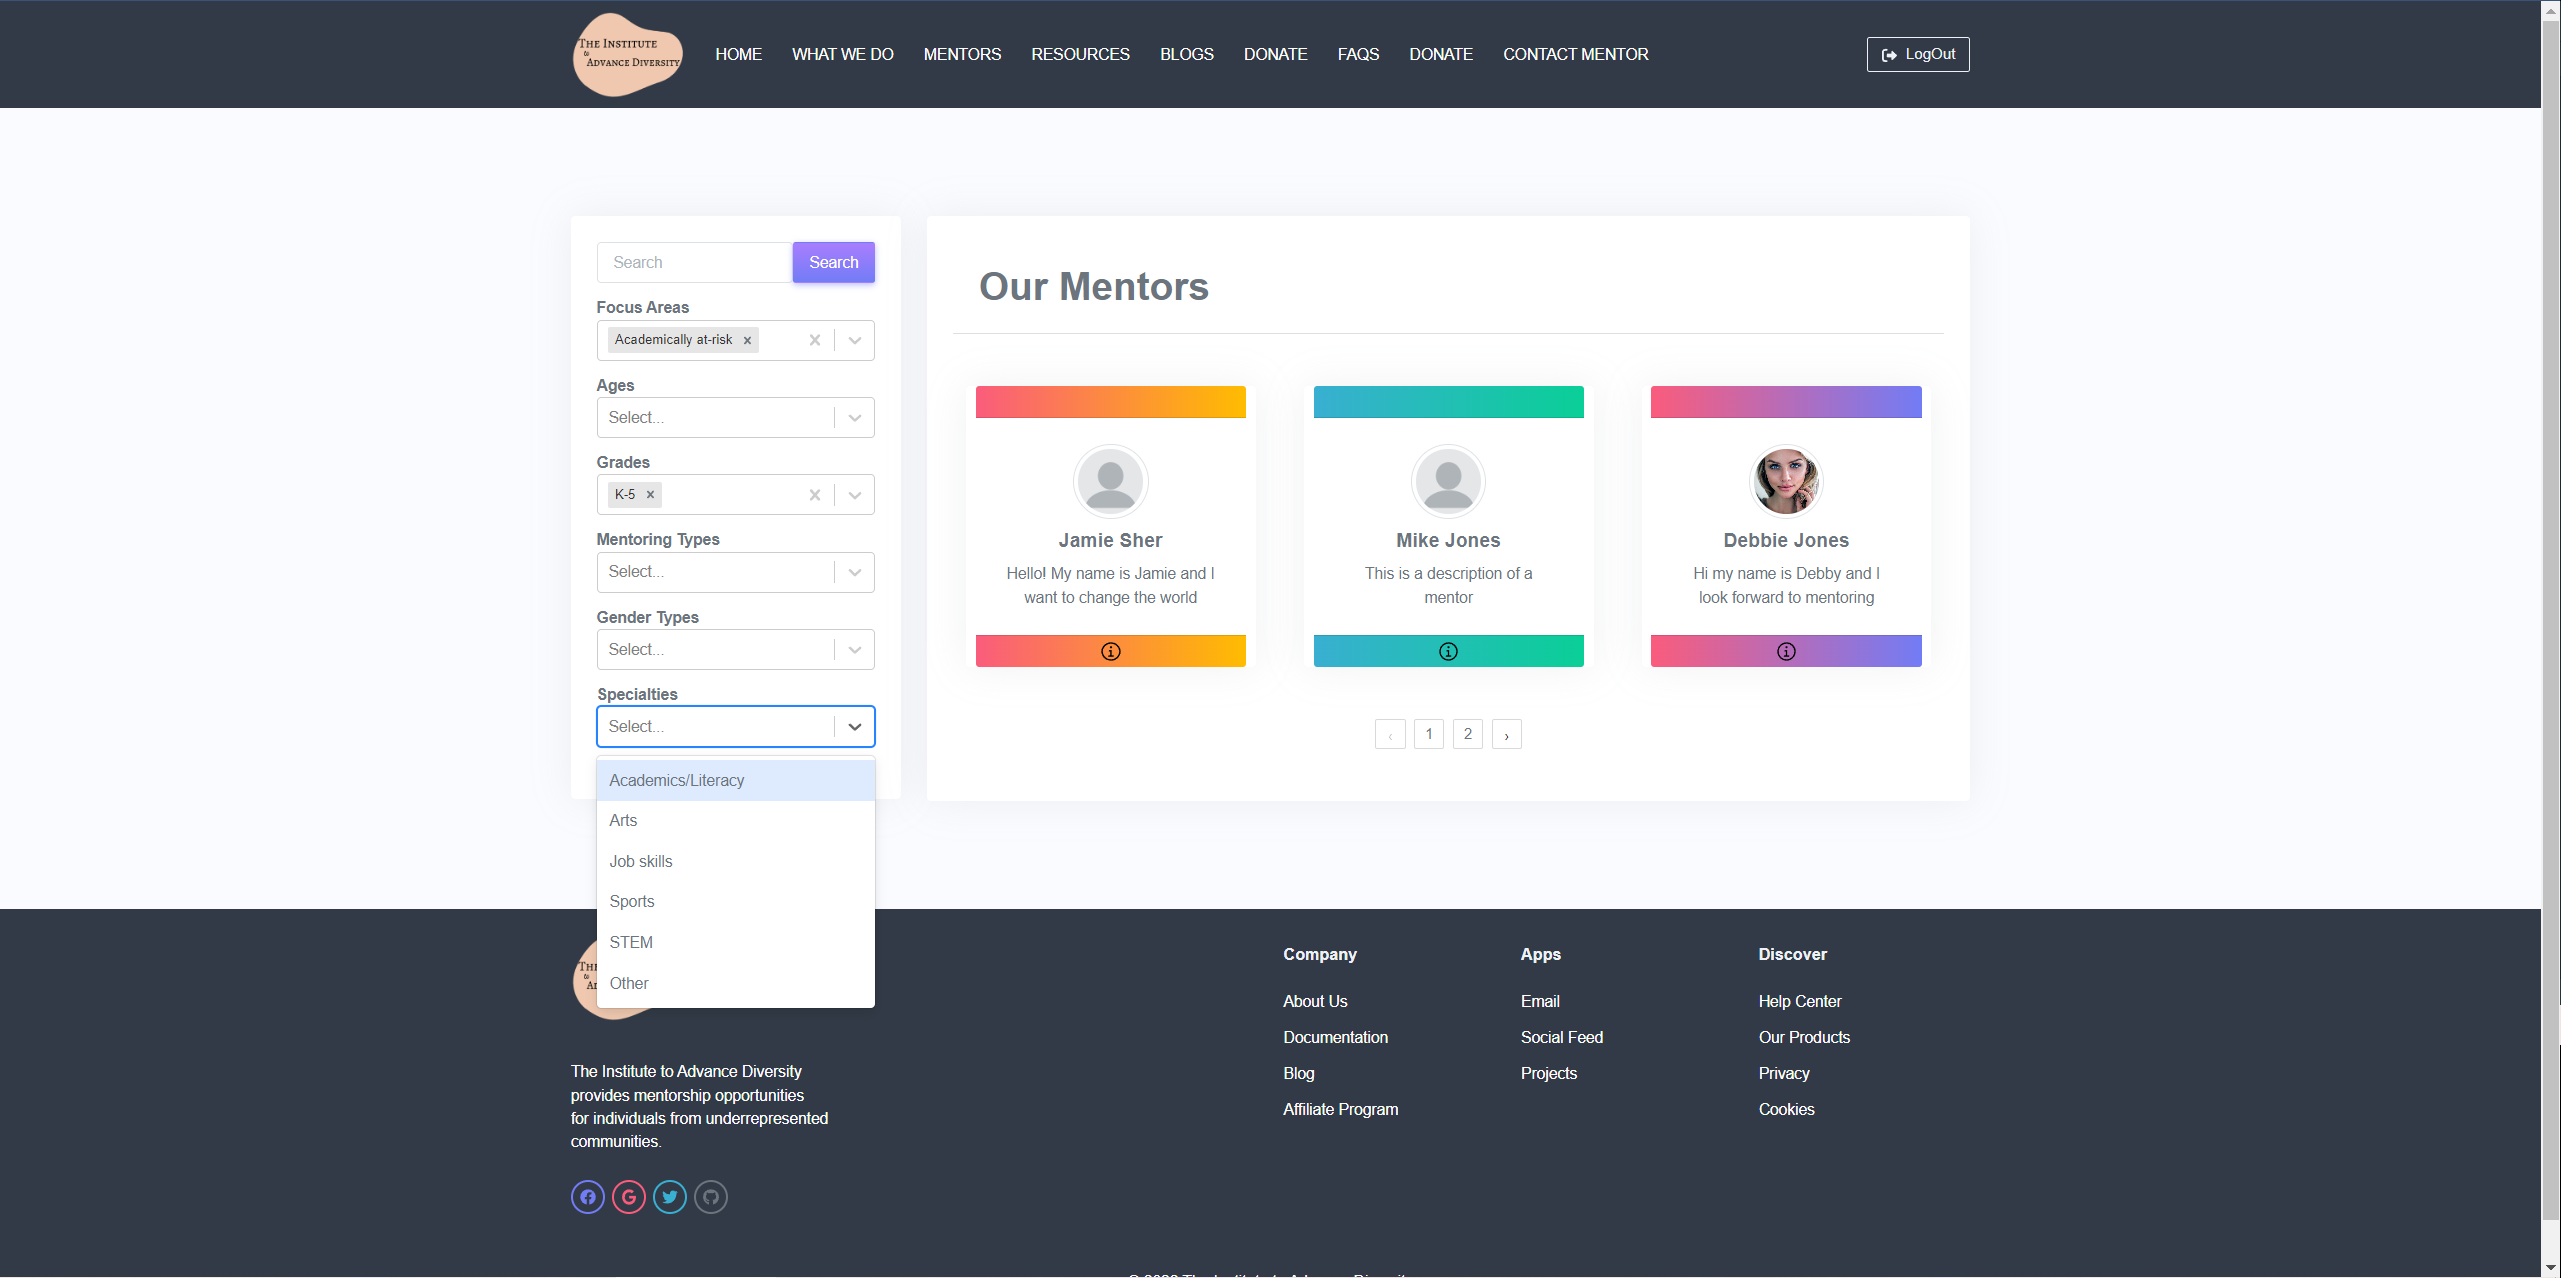 The Institute
&
Advance Diversity
HOME
WHAT WE DO
MENTORS
RESOURCES
BLOGS
DONATE
FAQS
DONATE
CONTACT MENTOR
LogOut
Search
Search
Focus Areas
Academically at-risk
Ages
Select...
Grades
K-5
Mentoring Types
Select...
Gender Types
Select...
Specialties
Select...
Academics/Literacy
Arts
Job skills
Sports
STEM
Other
Our Mentors
Jamie Sher
Hello! My name is Jamie and I
want to change the world
Mike Jones
This is a description of a
mentor
Debbie Jones
Hi my name is Debby and I
look forward to mentoring
‹
1
2
›
The Institute to Advance Diversity
provides mentorship opportunities
for individuals from underrepresented
communities.
Company
About Us
Documentation
Blog
Affiliate Program
Apps
Email
Social Feed
Projects
Discover
Help Center
Our Products
Privacy
Cookies